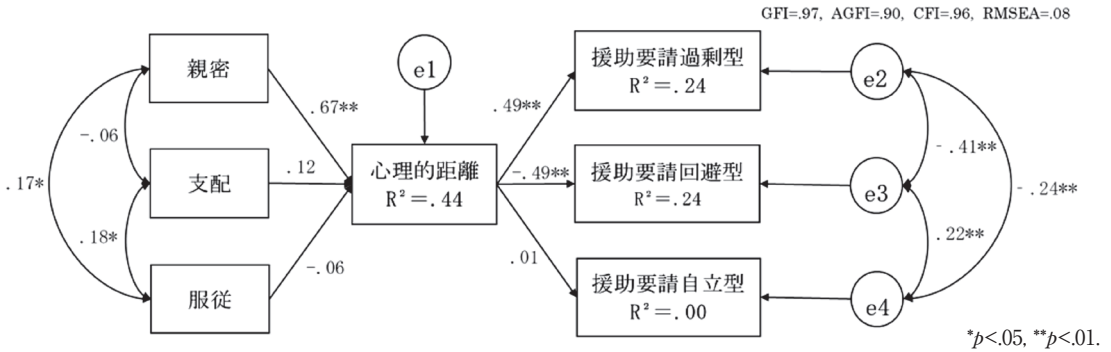 GFI=.97, AGFI=.90, CFI=.96, RMSEA=.08
親密
e1
援助要請過剰型
R²=.24
e2
.67**
.49**
-.06
-.41**
.17*
支配
.12
心理的距離
R²=.44
-.49**
援助要請回避型
R²=.24
e3
-.24**
.18*
-.06
.01
.22**
服従
援助要請自立型
R²=.00
e4
*p<.05, **p<.01.